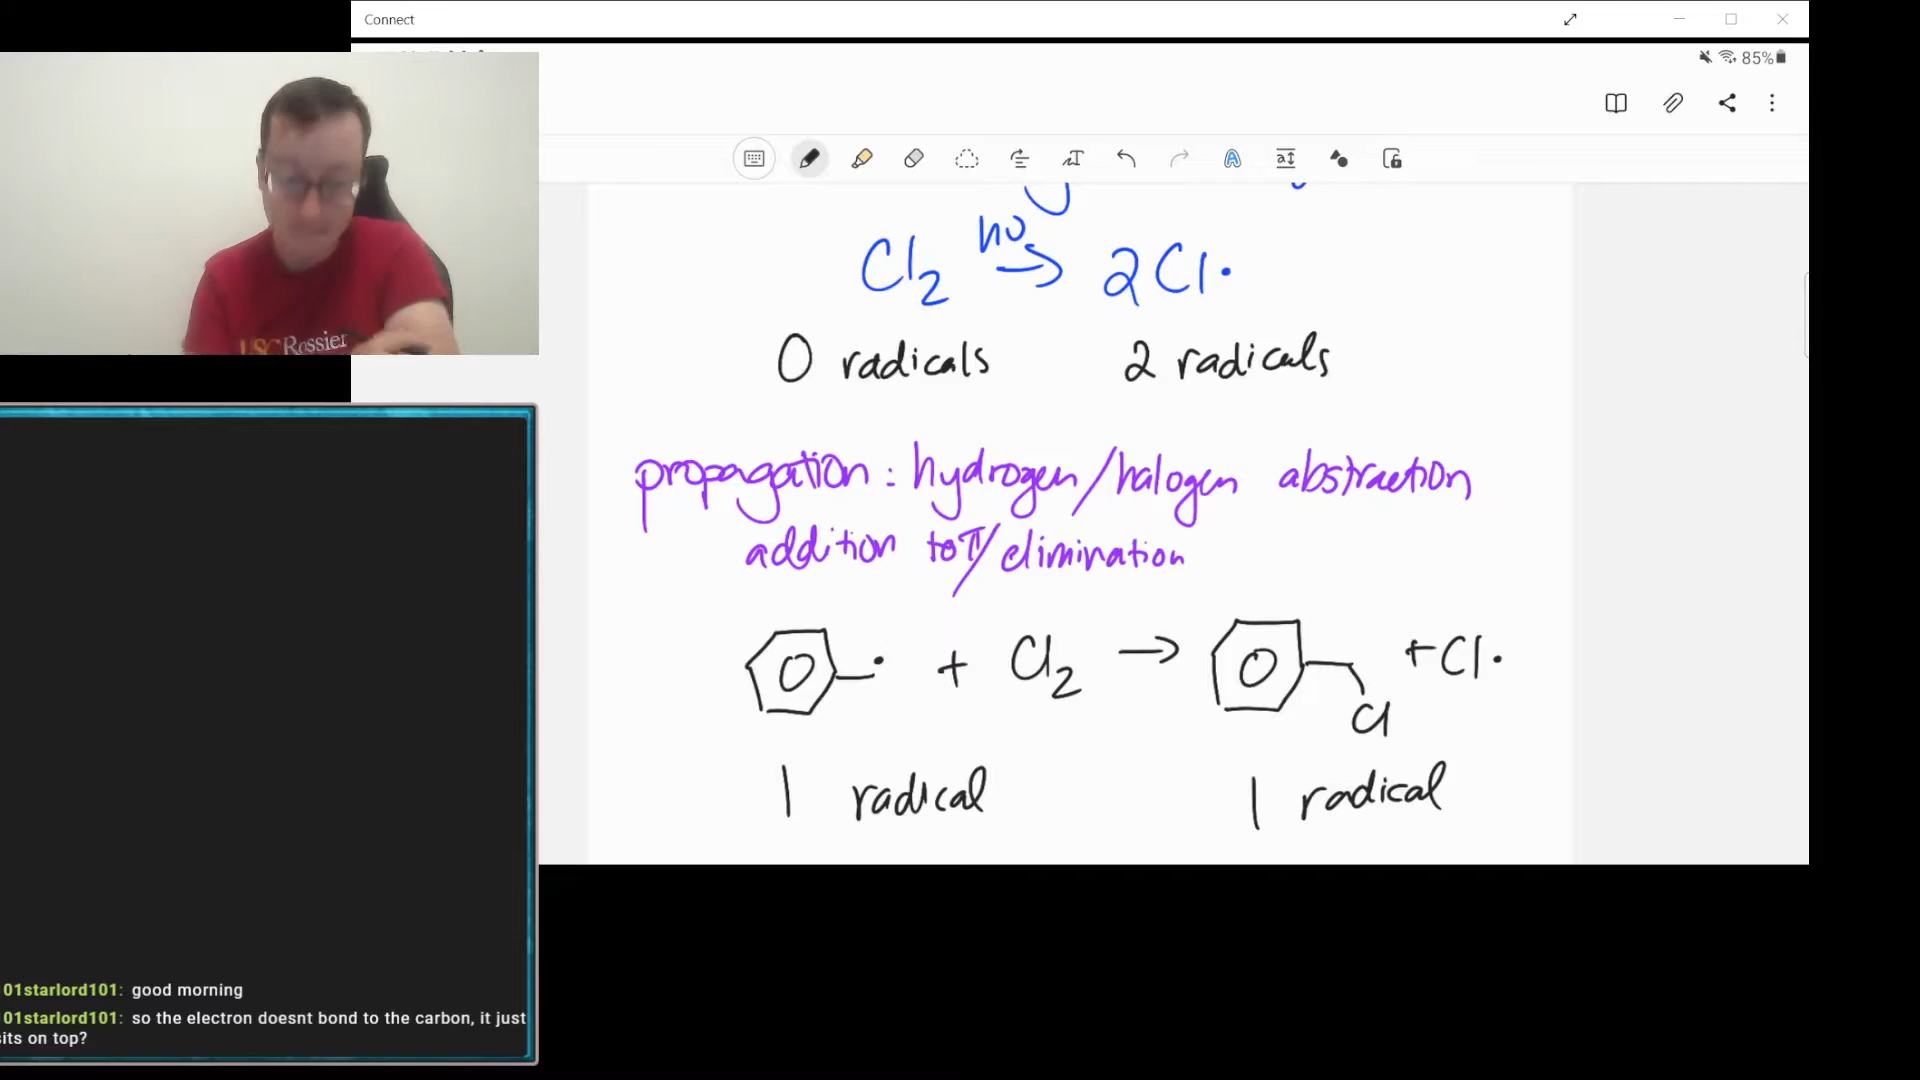 Connect
85%
Cl₂ hν → 2Cl·
0 radicals 2 radicals
USC Rossier
propagation: hydrogen/halogen abstraction
addition to π/elimination
· + Cl₂ → Cl + Cl·
1 radical 1 radical
01starlord101: good morning
01starlord101: so the electron doesnt bond to the carbon, it just
sits on top?